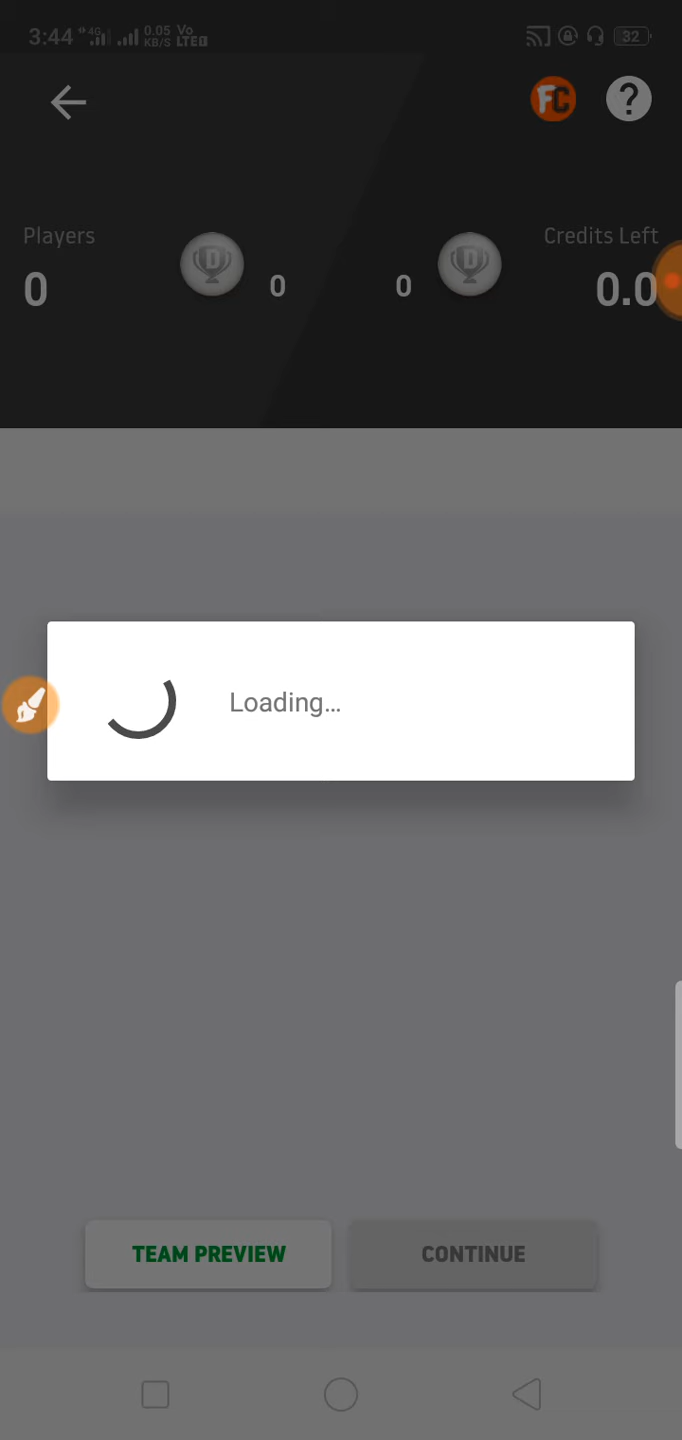 3:44 4G 0.05 KB/S Vo LTE 32
FC ?
Players Credits Left
0 D 0 0 D 0.0
Loading...
TEAM PREVIEW CONTINUE